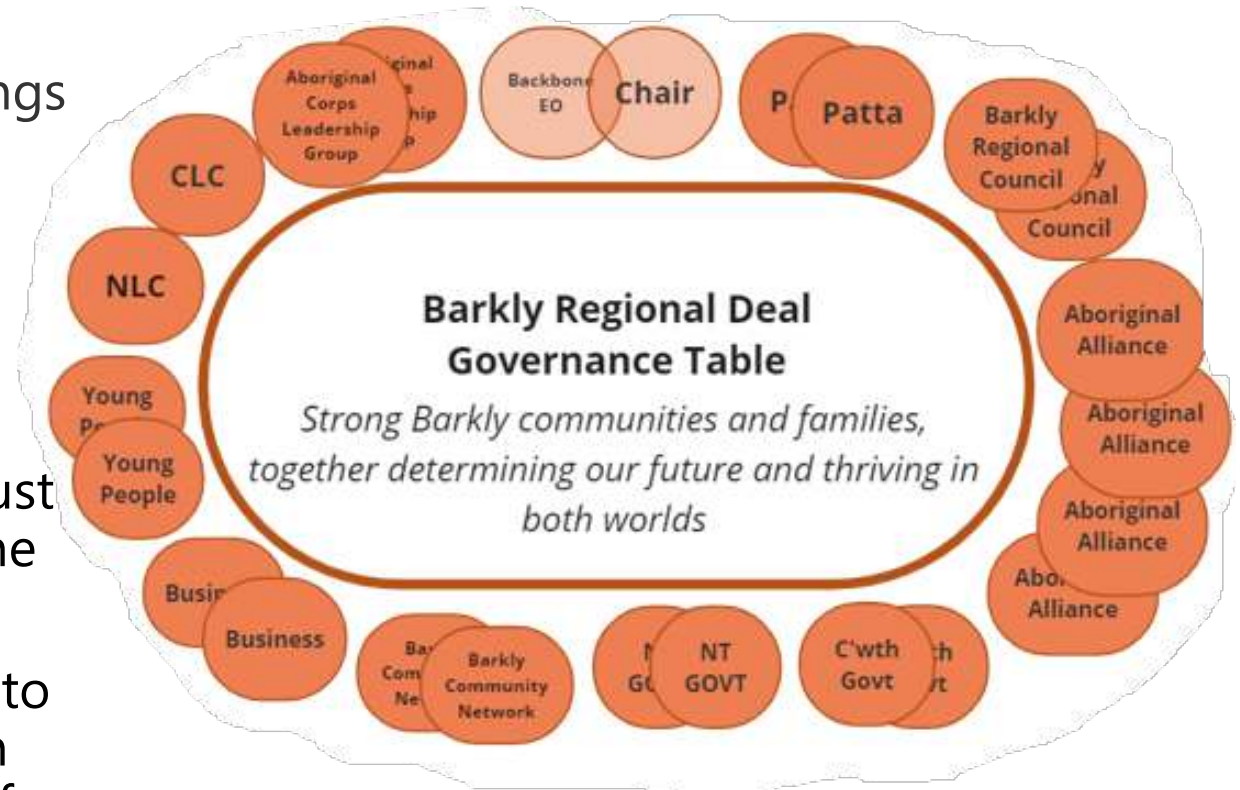 ngs
Aboriginal
Corps
Leadership
Group
Backbone
EO
Chair
Patta
Barkly
Regional
Council
Council
CLC
NLC
Young
Young
People
Aboriginal
Alliance
Aboriginal
Alliance
Aboriginal
Alliance
Alliance
Barkly Regional Deal
Governance Table
Strong Barkly communities and families,
together determining our future and thriving in
both worlds
ust
ne
to
Business
Barkly
Community
Network
NT
GOVT
C'wth
Govt